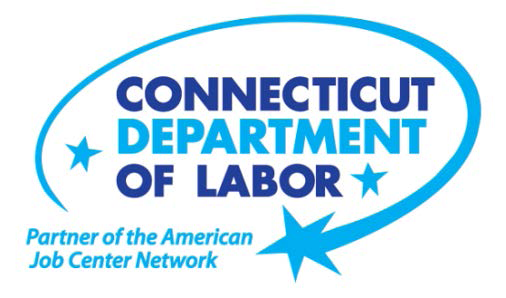 CONNECTICUT
DEPARTMENT
OF LABOR
Partner of the American
Job Center Network